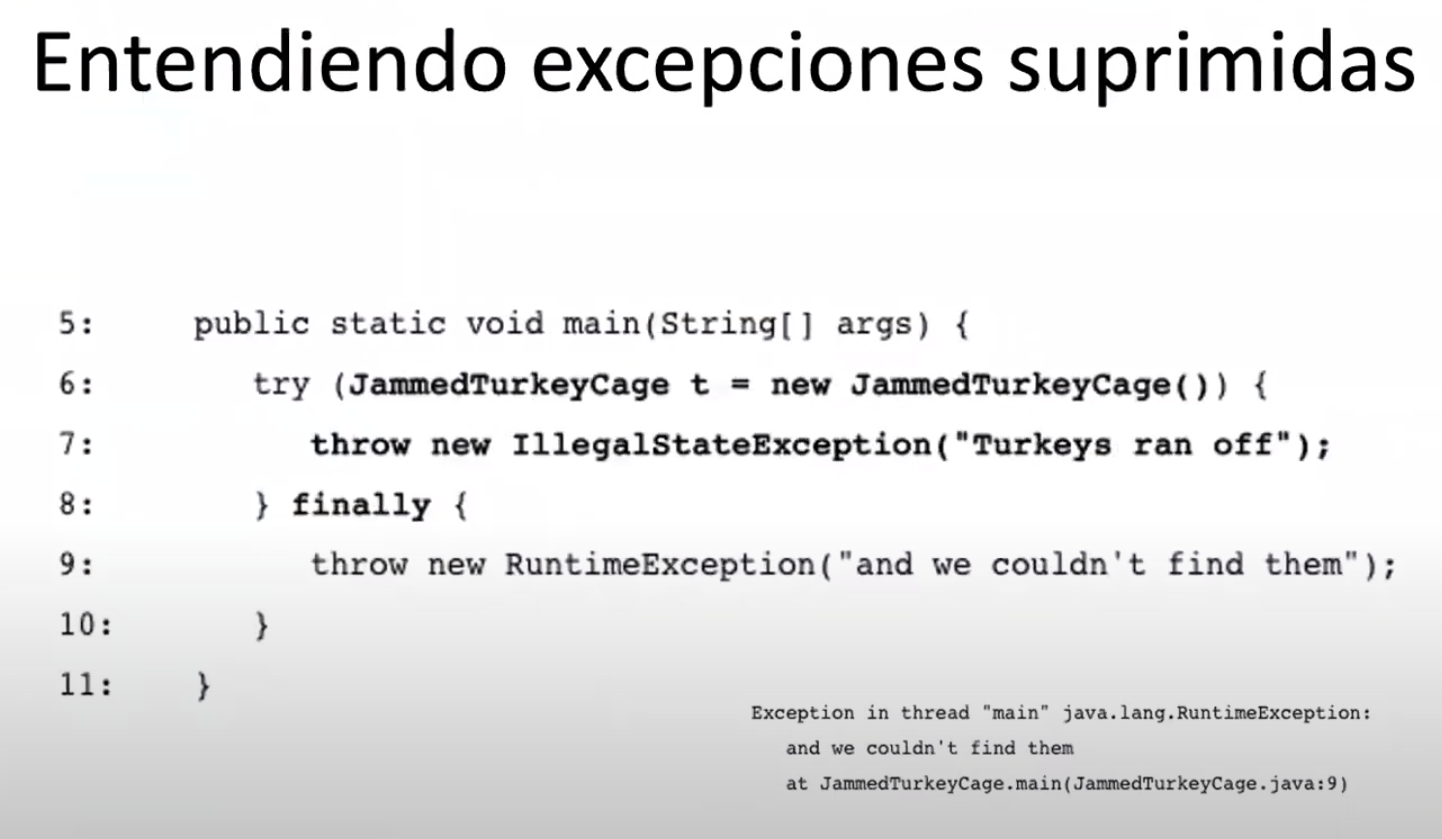 Entendiendo excepciones suprimidas
5: public static void main(String[] args) {
6: try (JammedTurkeyCage t = new JammedTurkeyCage()) {
7: throw new IllegalStateException("Turkeys ran off");
8: } finally {
9: throw new RuntimeException("and we couldn't find them");
10: }
11: }
Exception in thread "main" java.lang.RuntimeException:
and we couldn't find them
at JammedTurkeyCage.main(JammedTurkeyCage.java:9)